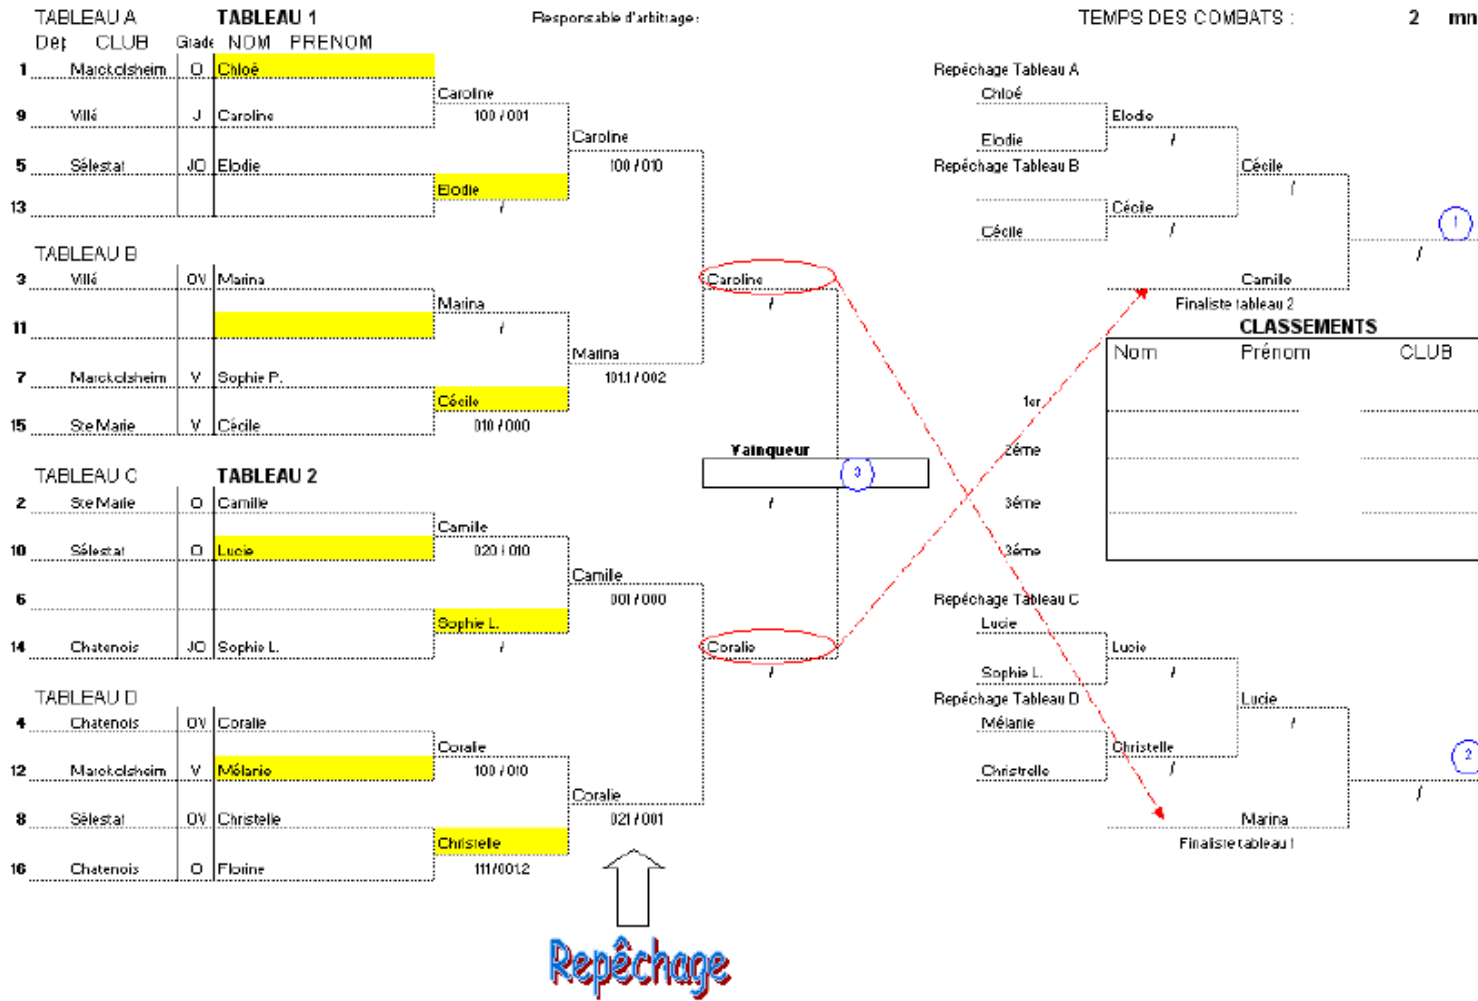 TABLEAU A TABLEAU 1 Responsable d'arbitrage: TEMPS DES COMBATS : 2 mn
Dép CLUB Grade NOM PRENOM
1 Marckolsheim O Chloé
Caroline
9 Villé J Caroline 100 / 001
Caroline
5 Sélestat JO Elodie 100 / 010
Elodie
13 /
TABLEAU B
3 Villé OV Marina
Marina
11 /
Marina
7 Marckolsheim V Sophie P. 101.1 / 002
Cécile
15 Ste Marie V Cécile 010 / 000
Caroline
/
Vainqueur
3
/
TABLEAU C TABLEAU 2
2 Ste Marie O Camille
Camille
10 Sélestat O Lucie 020 / 010
Camille
6 001 / 000
Sophie L.
14 Chatenois JO Sophie L. /
Coralie
/
TABLEAU D
4 Chatenois OV Coralie
Coralie
12 Marckolsheim V Mélanie 100 / 010
Coralie
8 Sélestat OV Christelle 021 / 001
Christelle
16 Chatenois O Florine 111/001.2
Repêchage
Repêchage Tableau A
Chloé
Elodie
Elodie /
Repêchage Tableau B Cécile
/
Cécile
Cécile /
1
/
Camille
Finaliste tableau 2
CLASSEMENTS
Nom Prénom CLUB
1er
2éme
3éme
3éme
Repêchage Tableau C
Lucie
Lucie
Sophie L. /
Repêchage Tableau D Lucie
Mélanie /
Christelle
Christrelle /
2
/
Marina
Finaliste tableau 1